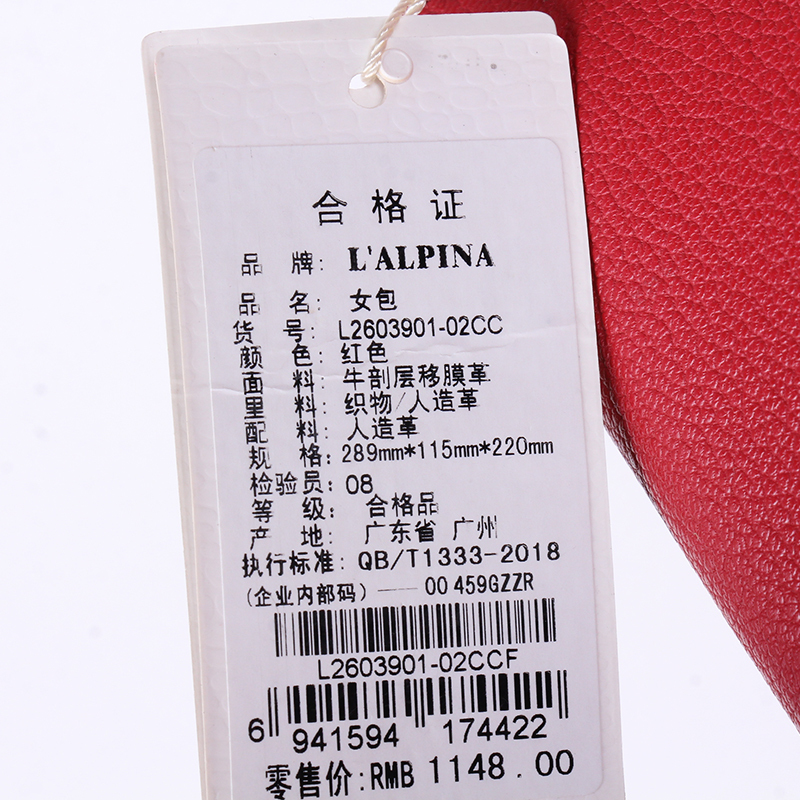 合格证
品 牌: L'ALPINA
品 名: 女包
货 号: L2603901-02CC
颜 色: 红色
面 料: 牛剖层移膜革
里 料: 织物/人造革
配 料: 人造革
规 格: 289mm*115mm*220mm
检验员: 08
等 级: 合格品
产 地: 广东省 广州
执行标准: QB/T1333-2018
(企业内部码) —— 00 459GZZR
L2603901-02CCF
6 941594 174422
零售价: RMB 1148.00